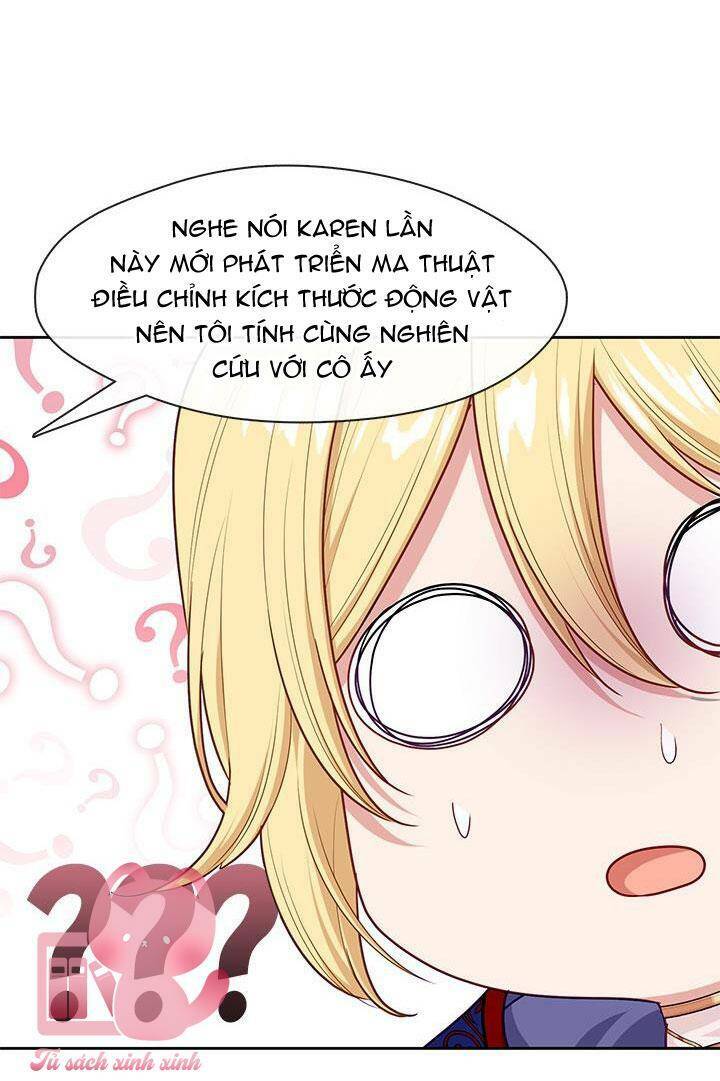 NGHE NÓI KAREN LẦN
NÀY MỚI PHÁT TRIỂN MA THUẬT
ĐIỀU CHỈNH KÍCH THƯỚC ĐỘNG VẬT
NÊN TÔI TÍNH CÙNG NGHIÊN
CỨU VỚI CÔ ẤY
???
Tủ sách xinh xinh